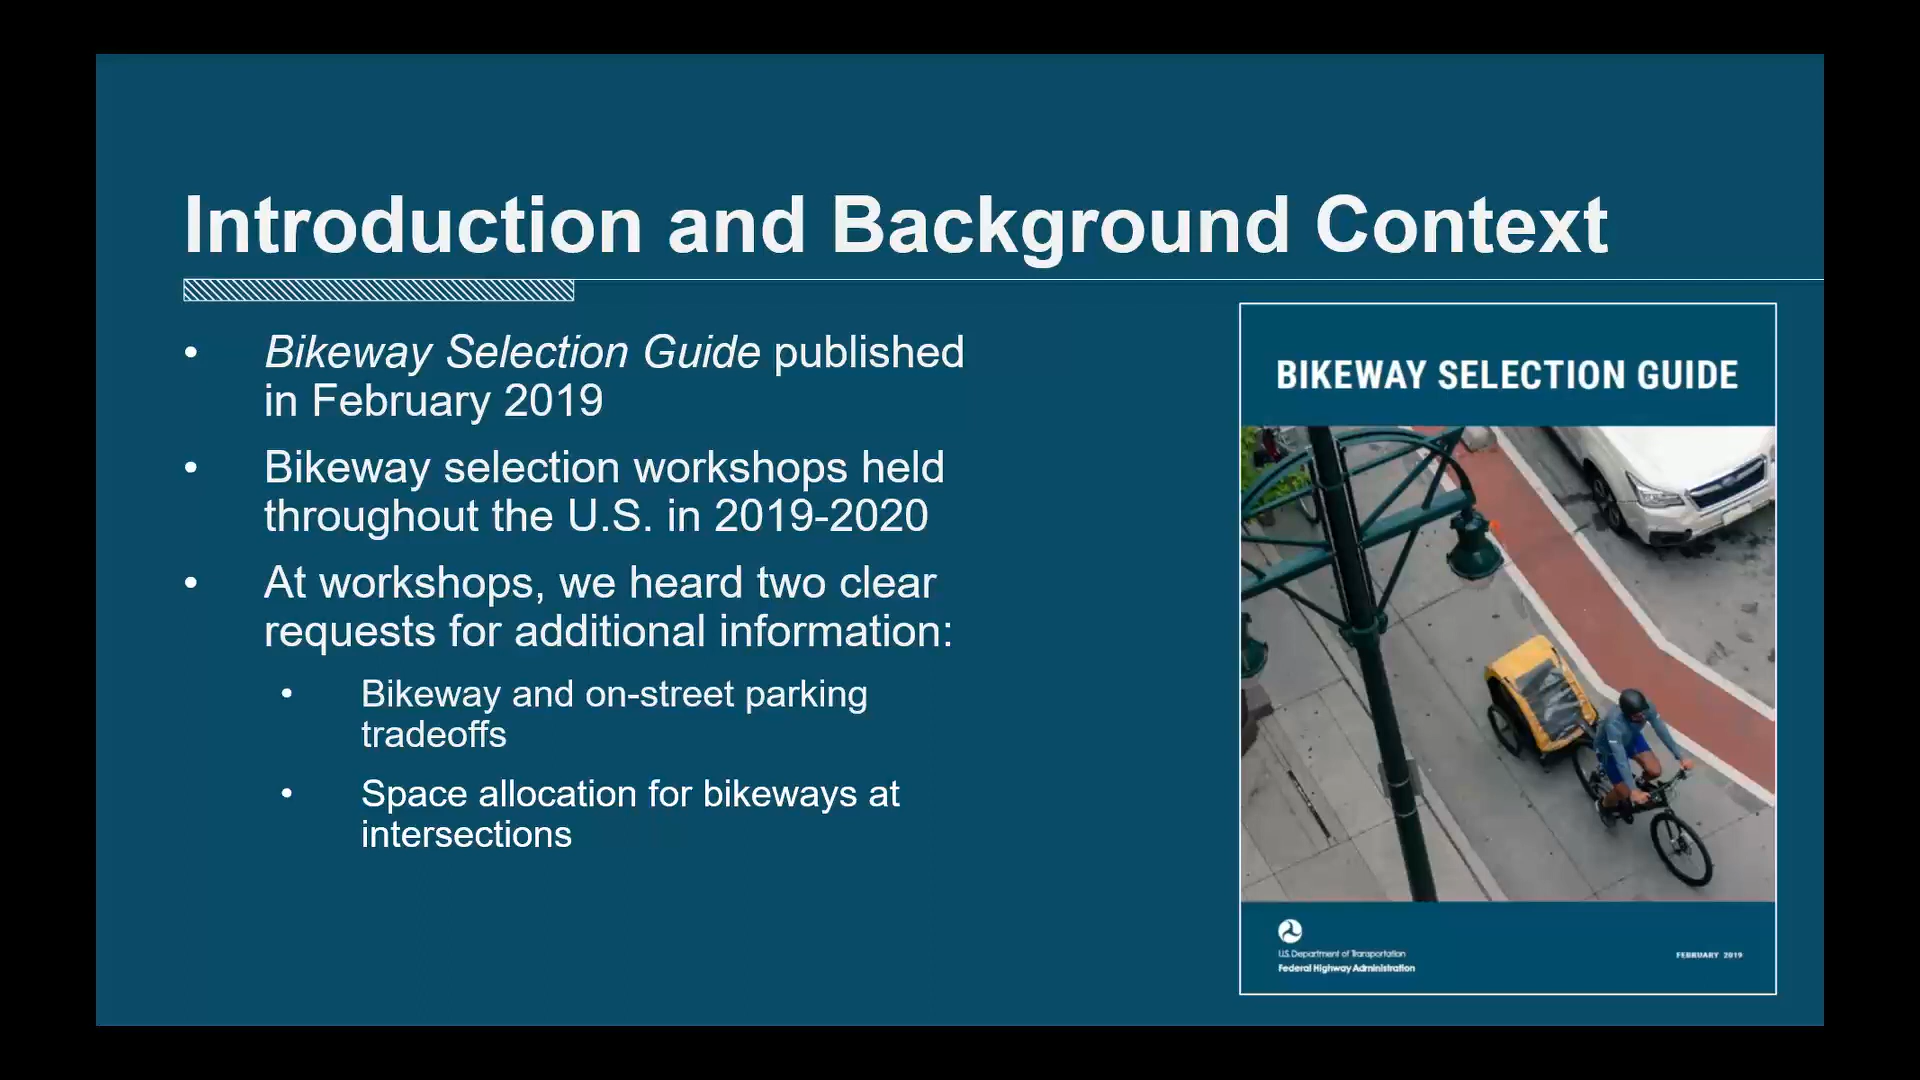 Introduction and Background Context
• Bikeway Selection Guide published
in February 2019
• Bikeway selection workshops held
throughout the U.S. in 2019-2020
• At workshops, we heard two clear
requests for additional information:
• Bikeway and on-street parking
tradeoffs
• Space allocation for bikeways at
intersections
BIKEWAY SELECTION GUIDE
U.S. Department of Transportation
Federal Highway Administration
FEBRUARY 2019